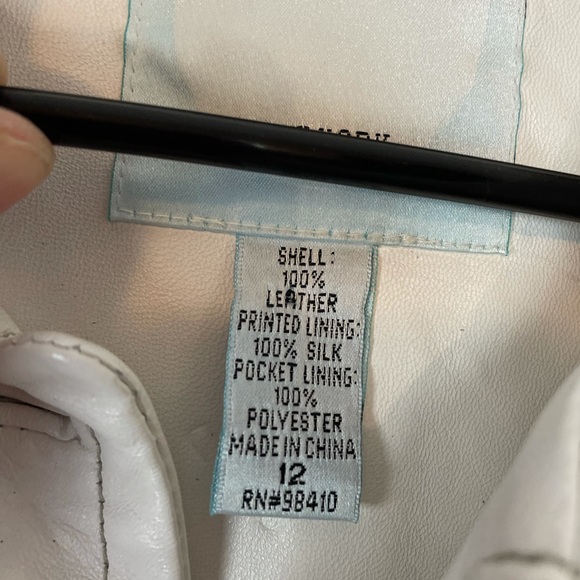 SHELL:
100%
LEATHER
PRINTED LINING:
100% SILK
POCKET LINING:
100%
POLYESTER
MADE IN CHINA
12
RN#98410